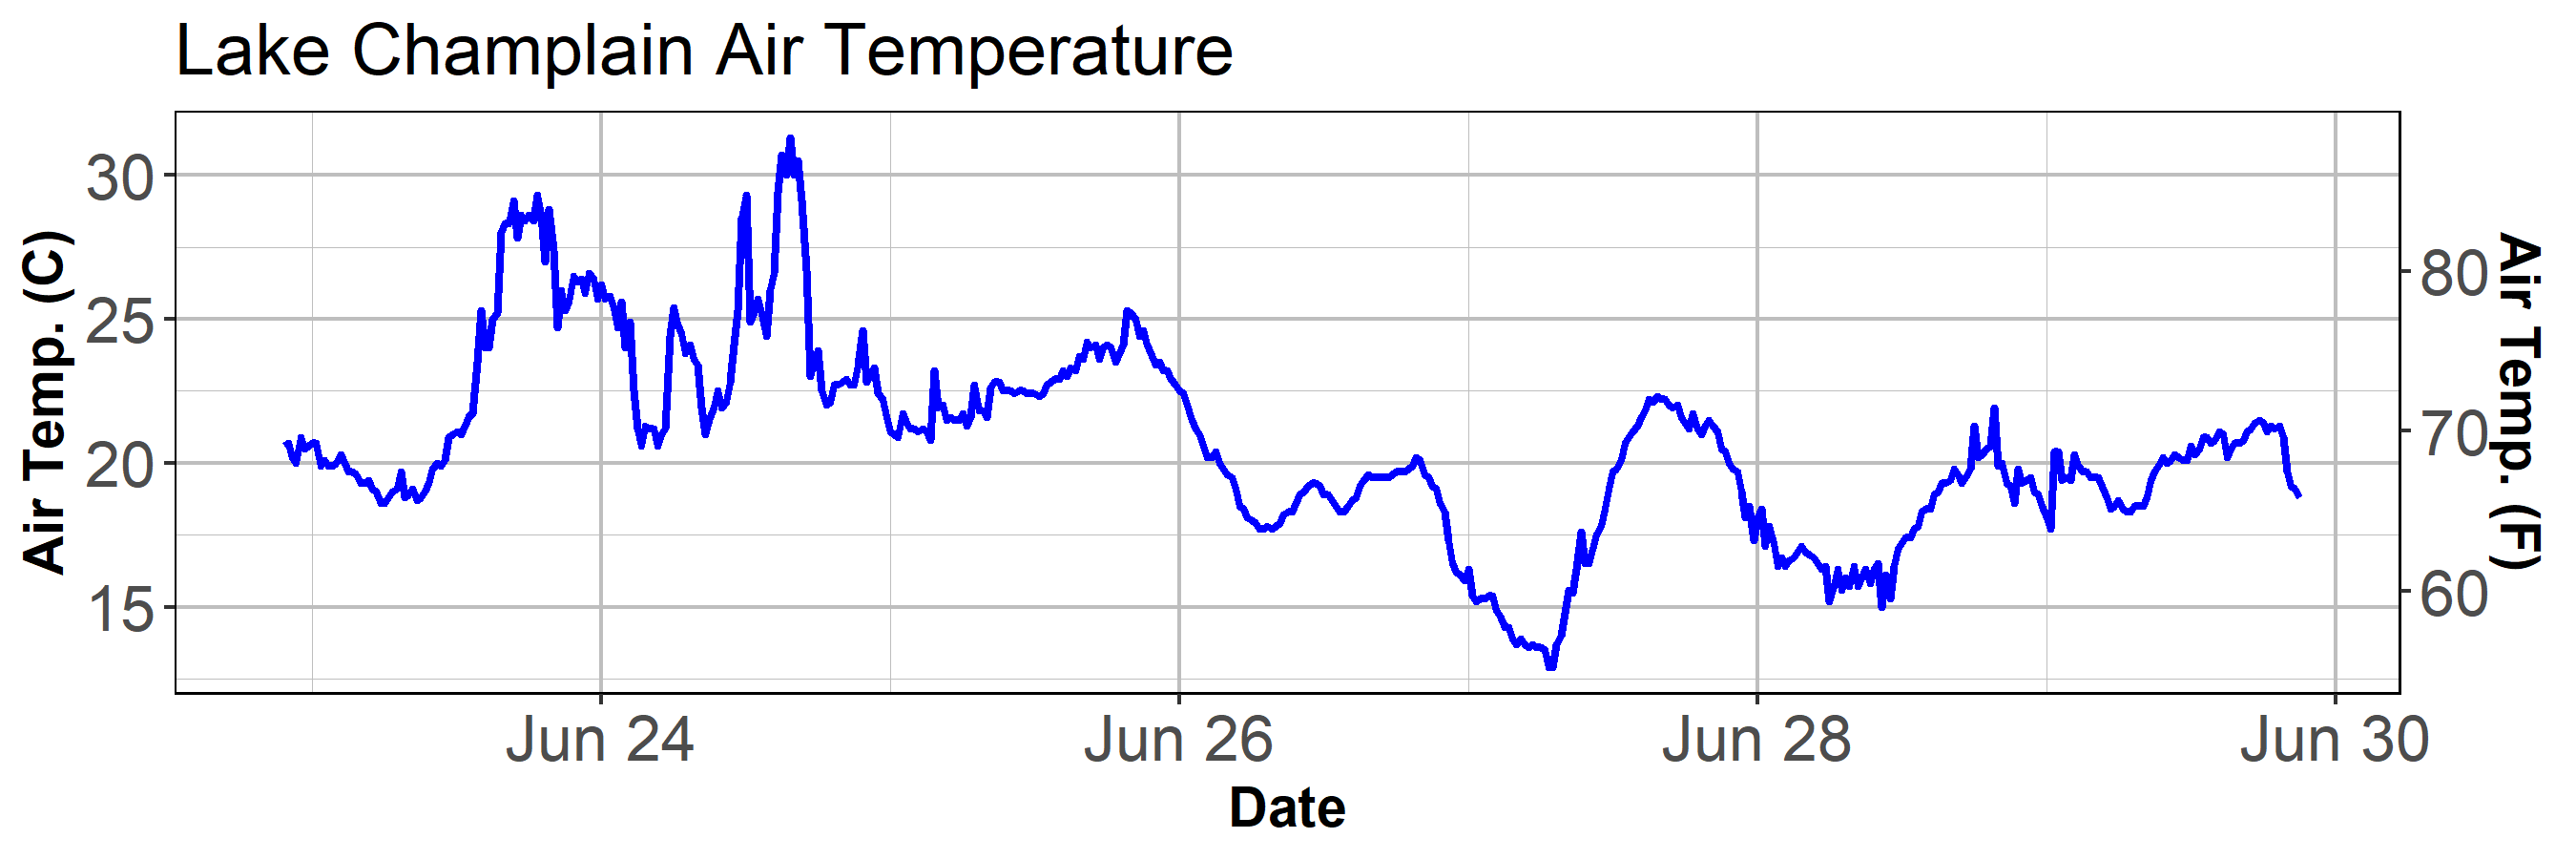 Lake Champlain Air Temperature
Air Temp. (C)
30
25
20
15
80
70
60
Air Temp. (F)
Jun 24
Jun 26
Jun 28
Jun 30
Date